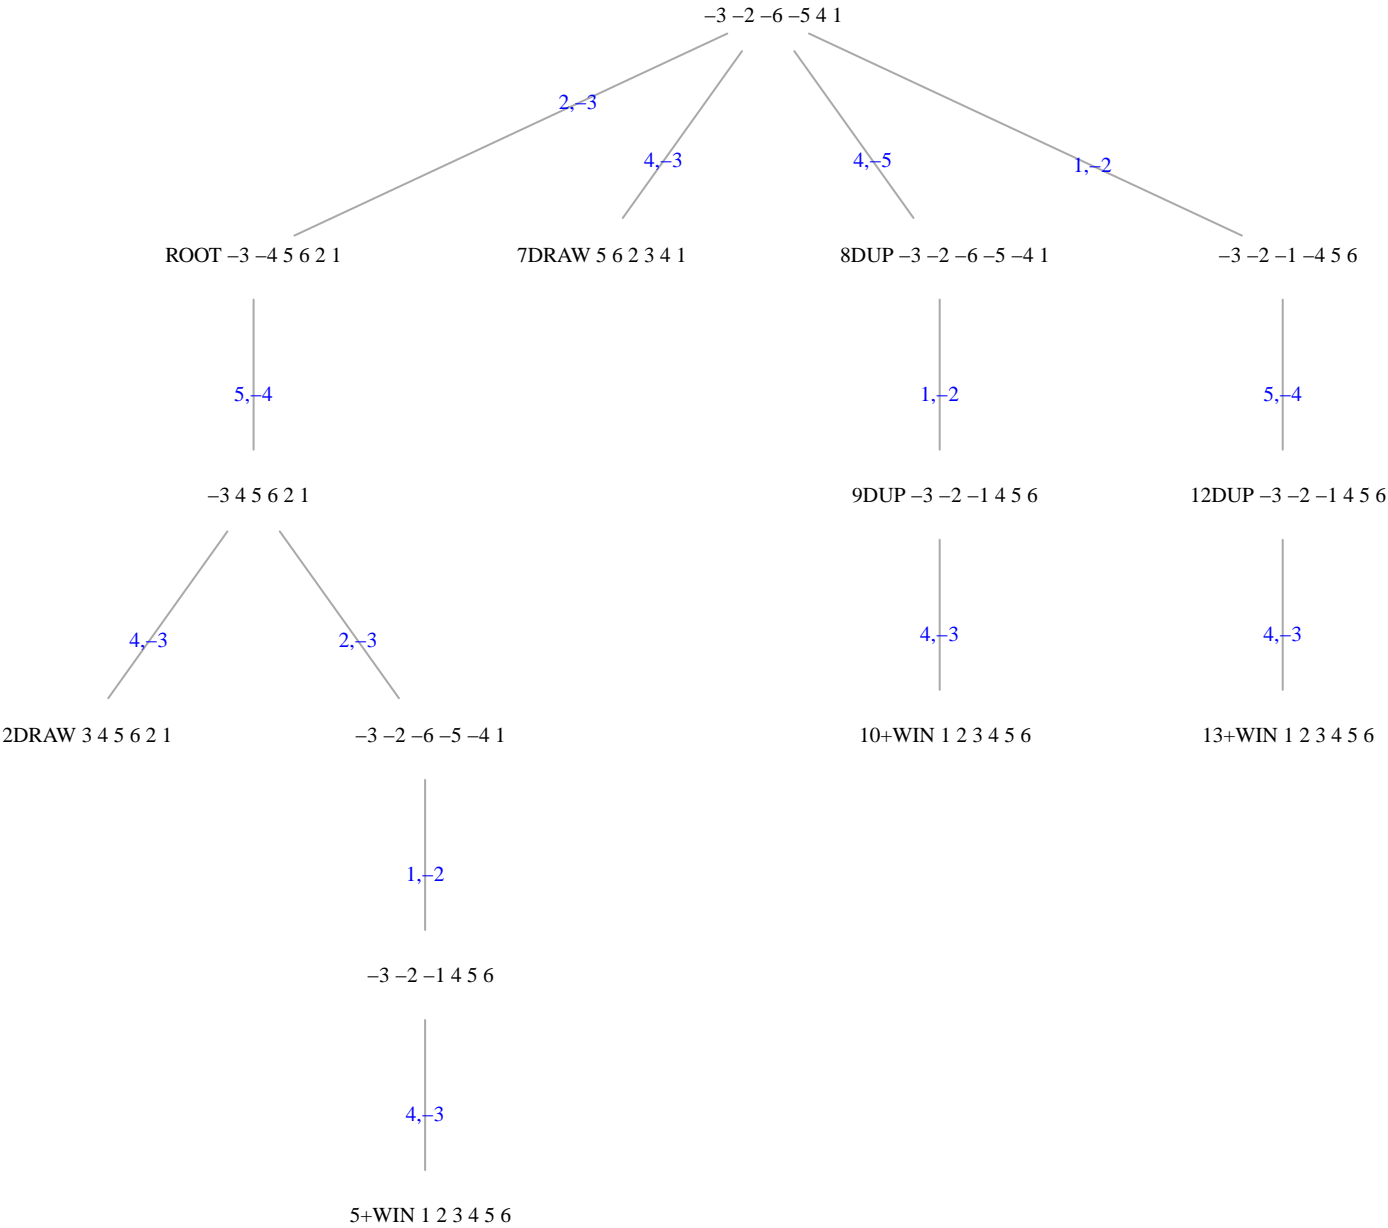 –3 –2 –6 –5 4 1
2,–3
4,–3
4,–5
1,–2
ROOT –3 –4 5 6 2 1
7DRAW 5 6 2 3 4 1
8DUP –3 –2 –6 –5 –4 1
–3 –2 –1 –4 5 6
5,–4
1,–2
5,–4
–3 4 5 6 2 1
9DUP –3 –2 –1 4 5 6
12DUP –3 –2 –1 4 5 6
4,–3
2,–3
4,–3
4,–3
2DRAW 3 4 5 6 2 1
–3 –2 –6 –5 –4 1
10+WIN 1 2 3 4 5 6
13+WIN 1 2 3 4 5 6
1,–2
–3 –2 –1 4 5 6
4,–3
5+WIN 1 2 3 4 5 6